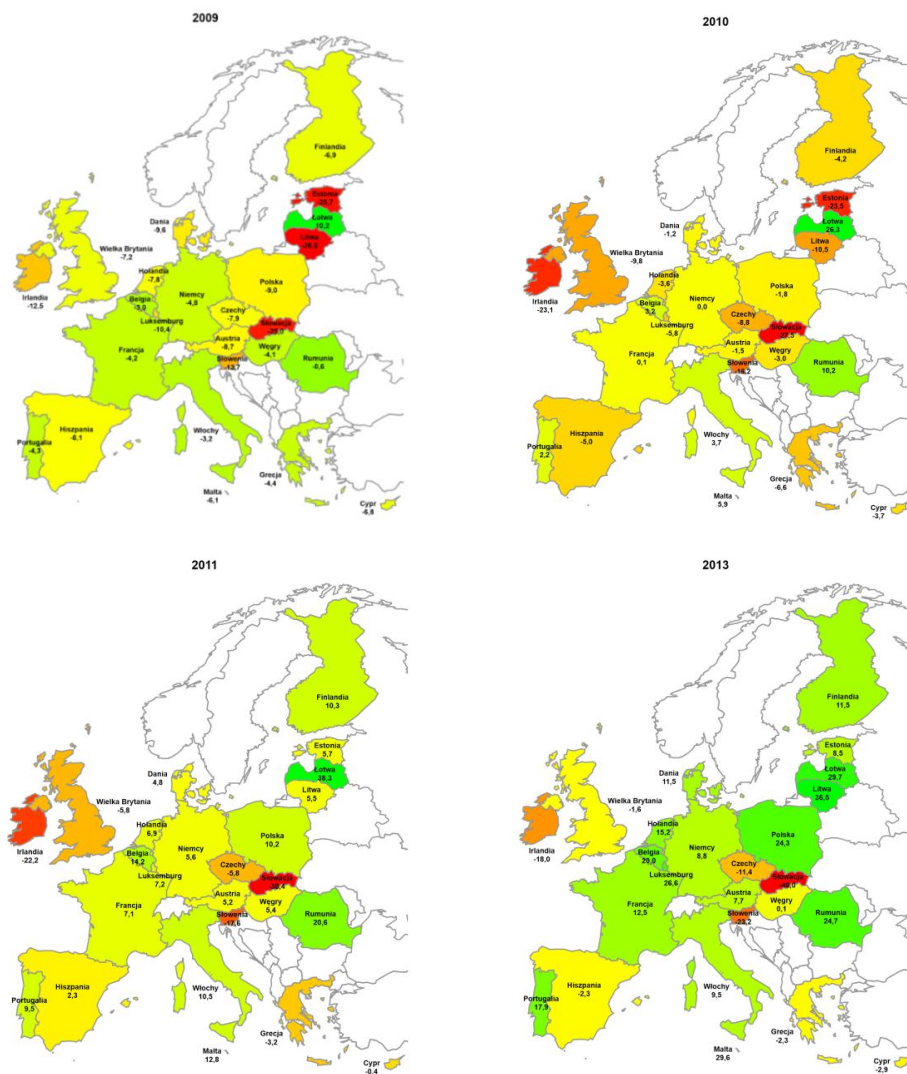 2009
Finlandia
-6,9
Estonia
-25,7
Łotwa
10,2
Litwa
Dania
-9,6
Wielka Brytania
-7,2
Irlandia
-12,5
Holandia
-7,8
Belgia
-3,0
Niemcy
-4,8
Polska
-9,0
Luksemburg
-10,4
Czechy
-7,9
Słowacja
Francja
-4,2
Austria
-8,7
Węgry
-4,1
Słowenia
-13,7
Rumunia
-0,6
Hiszpania
-8,1
Portugalia
-4,3
Włochy
-3,2
Grecja
-4,4
Malta
-6,1
Cypr
-6,8
2010
Finlandia
-4,2
Estonia
-23,5
Łotwa
26,3
Litwa
-10,5
Dania
-1,2
Wielka Brytania
-9,8
Irlandia
-23,1
Holandia
-3,6
Belgia
3,2
Niemcy
0,0
Polska
-1,8
Luksemburg
-5,8
Czechy
-8,8
Słowacja
-27,5
Francja
0,1
Austria
-1,5
Węgry
-3,0
Słowenia
-16,2
Rumunia
10,2
Hiszpania
-5,0
Portugalia
2,2
Włochy
3,7
Grecja
-6,6
Malta
5,9
Cypr
-3,7
2011
Finlandia
10,3
Estonia
5,7
Łotwa
Litwa
5,5
Dania
4,8
Wielka Brytania
-5,8
Irlandia
-22,2
Holandia
6,9
Belgia
14,2
Niemcy
5,6
Polska
10,2
Luksemburg
7,2
Czechy
-5,8
Słowacja
Francja
7,1
Austria
5,2
Węgry
5,4
Słowenia
-17,6
Rumunia
20,6
Hiszpania
2,3
Portugalia
9,5
Włochy
10,5
Grecja
-3,2
Malta
12,8
Cypr
-0,4
2013
Finlandia
11,5
Estonia
8,5
Łotwa
29,7
Litwa
36,5
Dania
11,5
Wielka Brytania
-1,6
Irlandia
-18,0
Holandia
15,2
Belgia
20,0
Niemcy
8,8
Polska
24,3
Luksemburg
26,6
Czechy
-11,4
Słowacja
Francja
12,5
Austria
7,7
Węgry
0,1
Słowenia
-23,2
Rumunia
24,7
Hiszpania
-2,3
Portugalia
17,9
Włochy
9,5
Grecja
-2,3
Malta
29,6
Cypr
-2,9